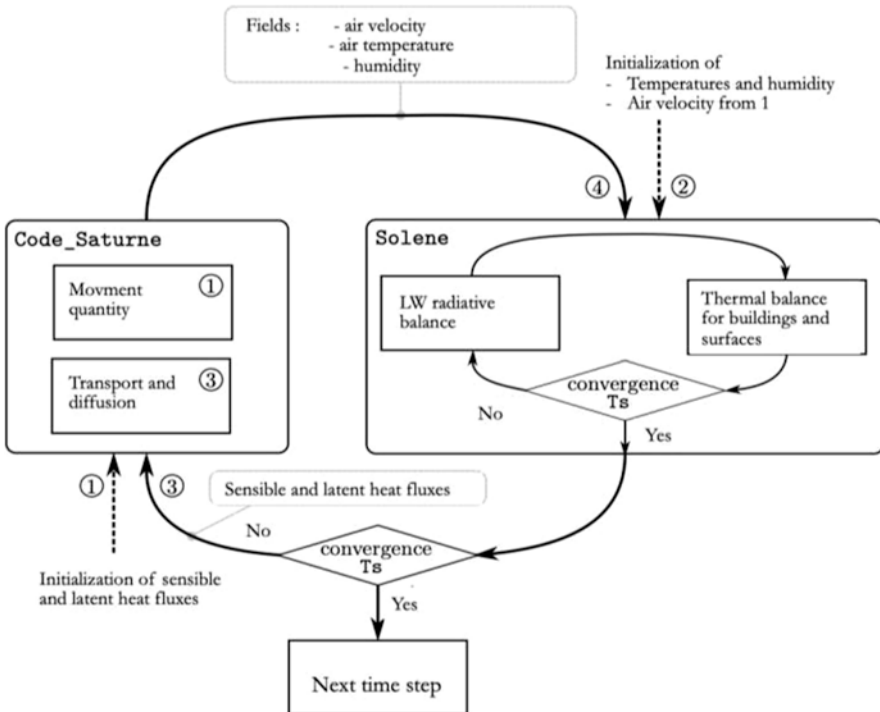 Fields : - air velocity
- air temperature
- humidity
Initialization of
- Temperatures and humidity
- Air velocity from 1
④
②
Code_Saturne
Movment
quantity
①
Transport and
diffusion
③
Solene
LW radiative
balance
Thermal balance
for buildings and
surfaces
convergence
Ts
No
Yes
①
③
Sensible and latent heat fluxes
No
convergence
Ts
Yes
Initialization of sensible
and latent heat fluxes
Next time step